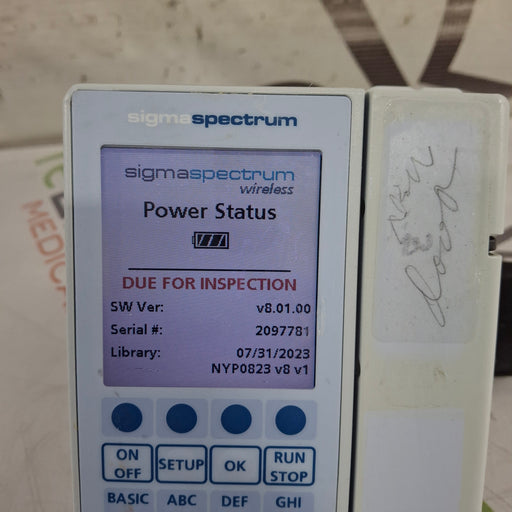 sigmaspectrum
sigmaspectrum
wireless
Power Status
DUE FOR INSPECTION
SW Ver: v8.01.00
Serial #: 2097781
Library: 07/31/2023
NYP0823 v8 v1
ON OFF
SETUP
OK
RUN STOP
BASIC ABC DEF GHI